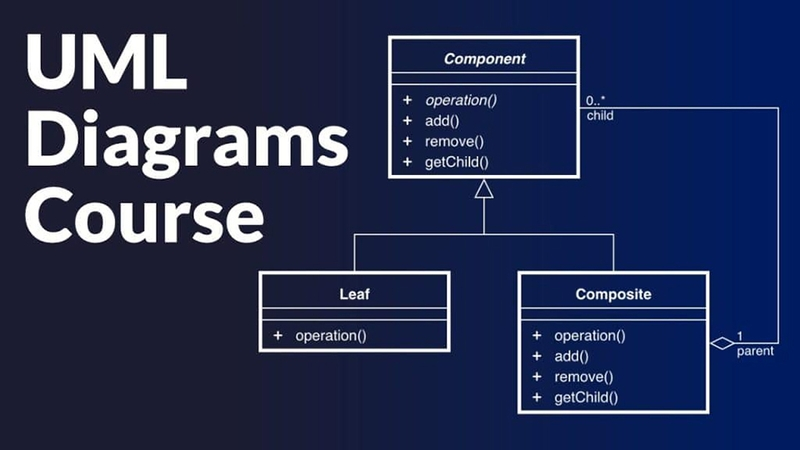 UML
Diagrams
Course
Component
+ operation()
+ add()
+ remove()
+ getChild()
0..*
child
Leaf
+ operation()
Composite
+ operation()
+ add()
+ remove()
+ getChild()
1
parent